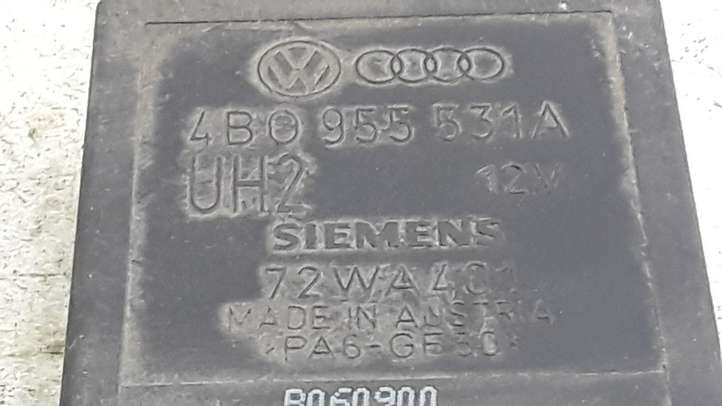 4B0 955 531A
UH2 12V
SIEMENS
72WA401
MADE IN AUSTRIA
>PA6-GF30<
B060900